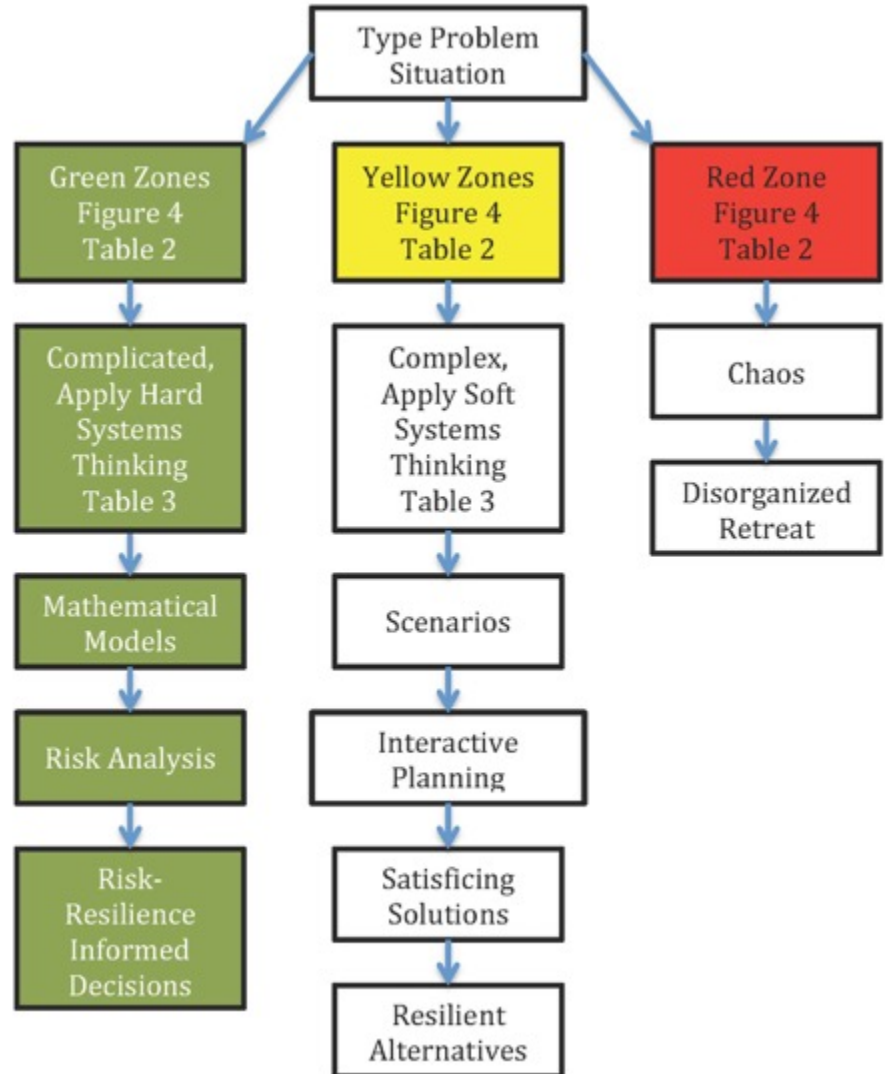 Type Problem
Situation
Green Zones
Figure 4
Table 2
Complicated,
Apply Hard
Systems
Thinking
Table 3
Mathematical
Models
Risk Analysis
Risk-
Resilience
Informed
Decisions
Yellow Zones
Figure 4
Table 2
Complex,
Apply Soft
Systems
Thinking
Table 3
Scenarios
Interactive
Planning
Satisficing
Solutions
Resilient
Alternatives
Red Zone
Figure 4
Table 2
Chaos
Disorganized
Retreat